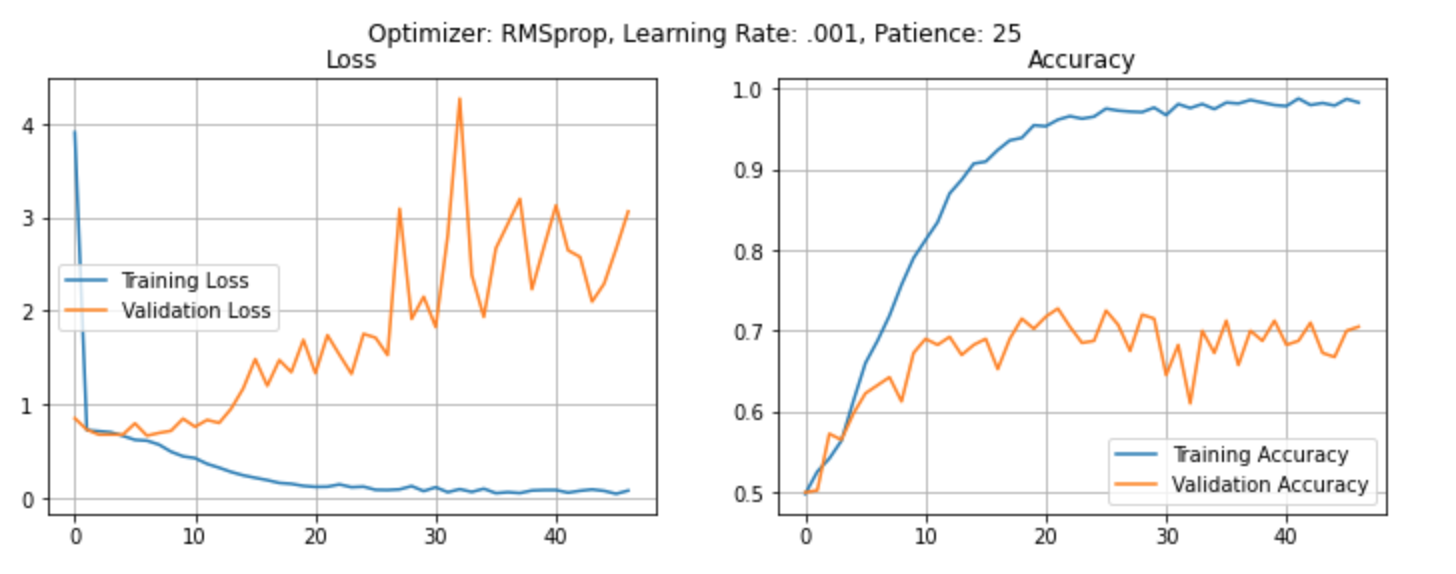 Optimizer: RMSprop, Learning Rate: .001, Patience: 25
Loss
4
3
2
1
0
Training Loss
Validation Loss
0 10 20 30 40
Accuracy
1.0
0.9
0.8
0.7
0.6
0.5
Training Accuracy
Validation Accuracy
0 10 20 30 40